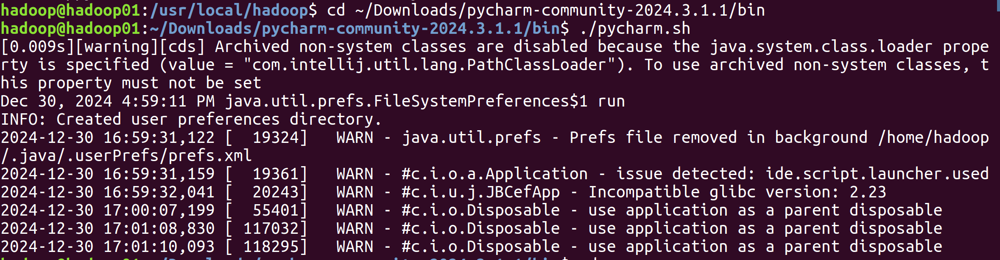 hadoop@hadoop01:/usr/local/hadoop$ cd ~/Downloads/pycharm-community-2024.3.1.1/bin
hadoop@hadoop01:~/Downloads/pycharm-community-2024.3.1.1/bin$ ./pycharm.sh
[0.009s][warning][cds] Archived non-system classes are disabled because the java.system.class.loader prope
rty is specified (value = "com.intellij.util.lang.PathClassLoader"). To use archived non-system classes, t
his property must not be set
Dec 30, 2024 4:59:11 PM java.util.prefs.FileSystemPreferences$1 run
INFO: Created user preferences directory.
2024-12-30 16:59:31,122 [  19324]   WARN - java.util.prefs - Prefs file removed in background /home/hadoop
/.java/.userPrefs/prefs.xml
2024-12-30 16:59:31,159 [  19361]   WARN - #c.i.o.a.Application - issue detected: ide.script.launcher.used
2024-12-30 16:59:32,041 [  20243]   WARN - #c.i.u.j.JBCefApp - Incompatible glibc version: 2.23
2024-12-30 17:00:07,199 [  55401]   WARN - #c.i.o.Disposable - use application as a parent disposable
2024-12-30 17:01:08,830 [ 117032]   WARN - #c.i.o.Disposable - use application as a parent disposable
2024-12-30 17:01:10,093 [ 118295]   WARN - #c.i.o.Disposable - use application as a parent disposable